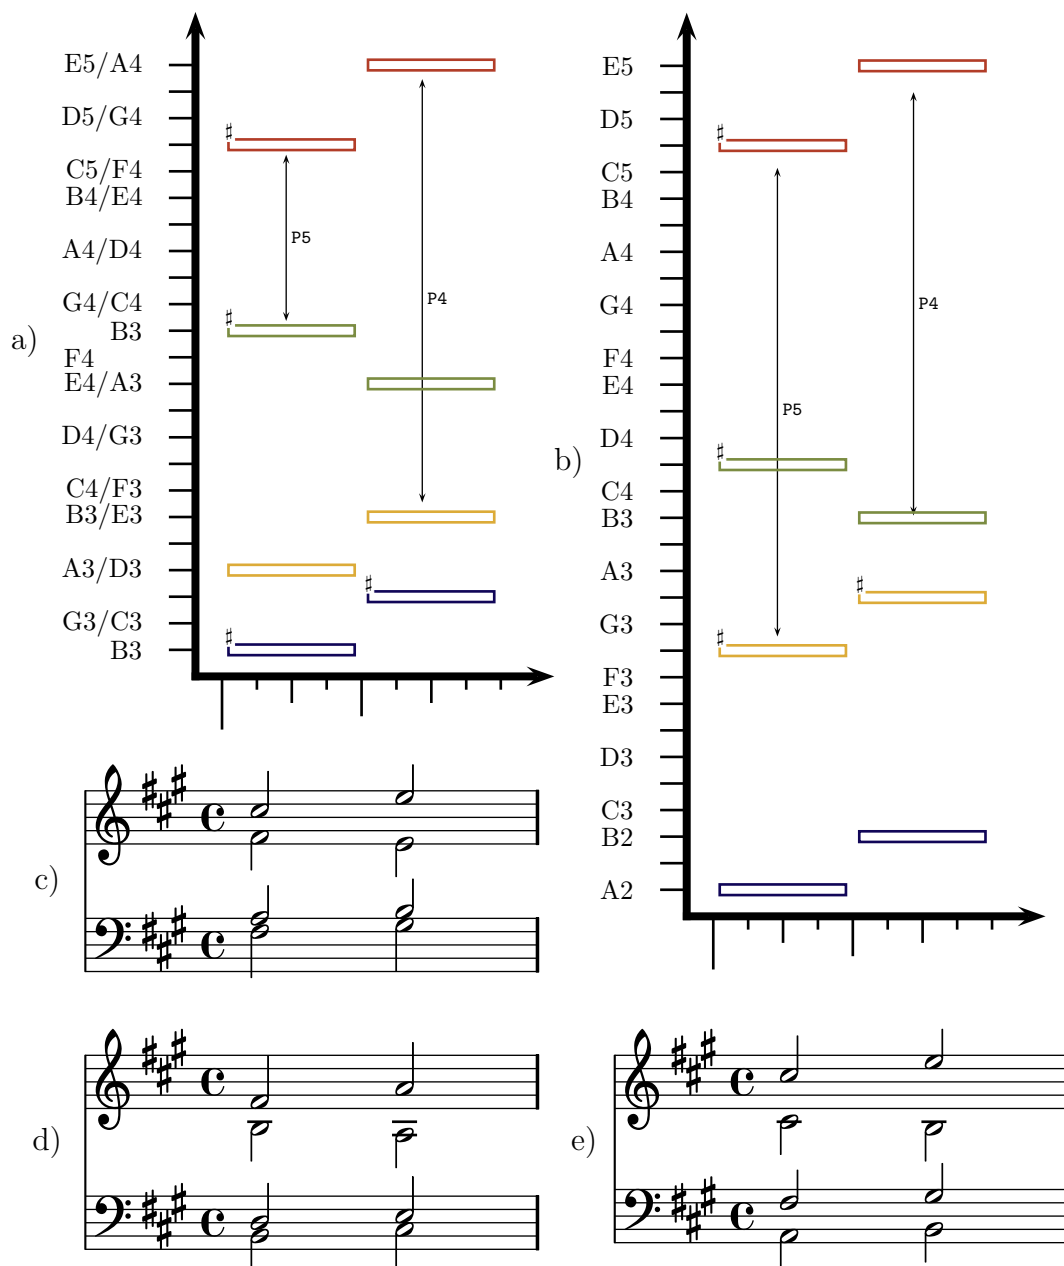 E5/A4
D5/G4
♯
C5/F4
B4/E4
P5
A4/D4
P4
G4/C4
♯
B3
a)
F4
E4/A3
D4/G3
C4/F3
B3/E3
A3/D3
♯
G3/C3
♯
B3
E5
D5
♯
C5
B4
A4
G4
P4
F4
E4
P5
D4
♯
b)
C4
B3
A3
♯
G3
♯
F3
E3
D3
C3
B2
A2
c)
d)
e)